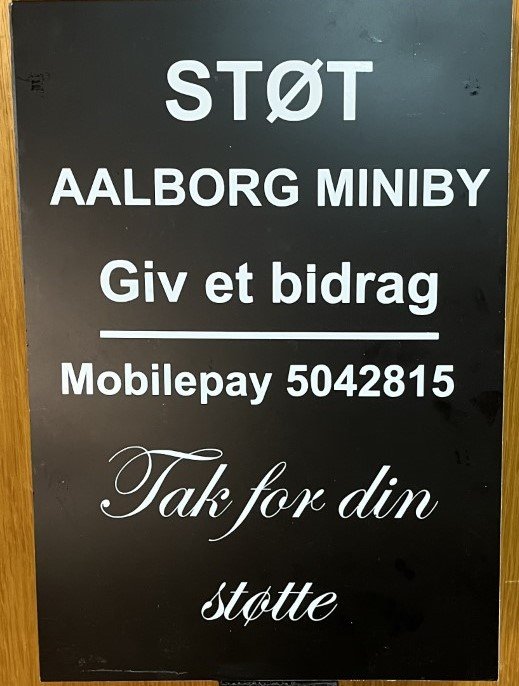 STØT
AALBORG MINIBY
Giv et bidrag
Mobilepay 5042815
Tak for din
støtte